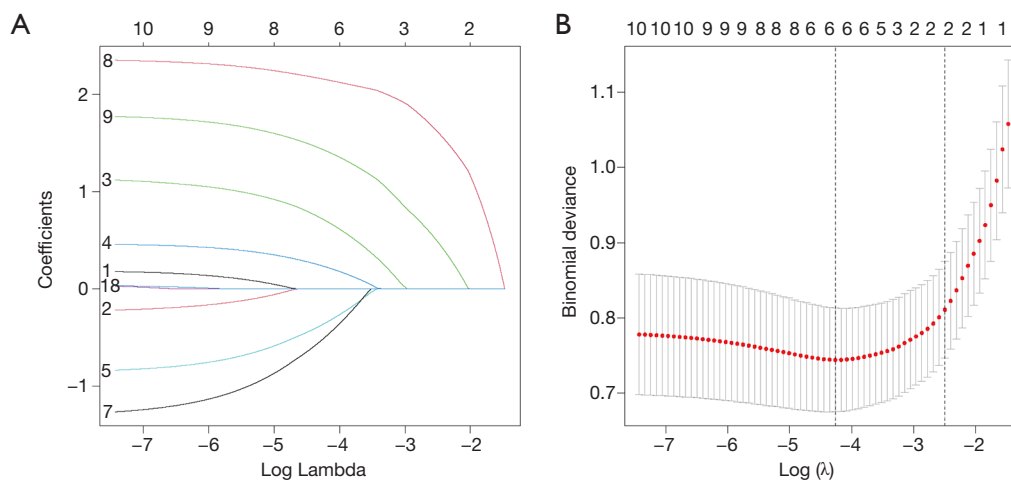 A
10 9 8 6 3 2
8
9
3
4
1
18
2
5
7
2
1
0
−1
Coefficients
−7 −6 −5 −4 −3 −2
Log Lambda
B
10 10 10 9 9 9 8 8 8 6 6 6 6 5 3 2 2 2 2 1 1
1.1
1.0
0.9
0.8
0.7
Binomial deviance
−7 −6 −5 −4 −3 −2
Log (λ)